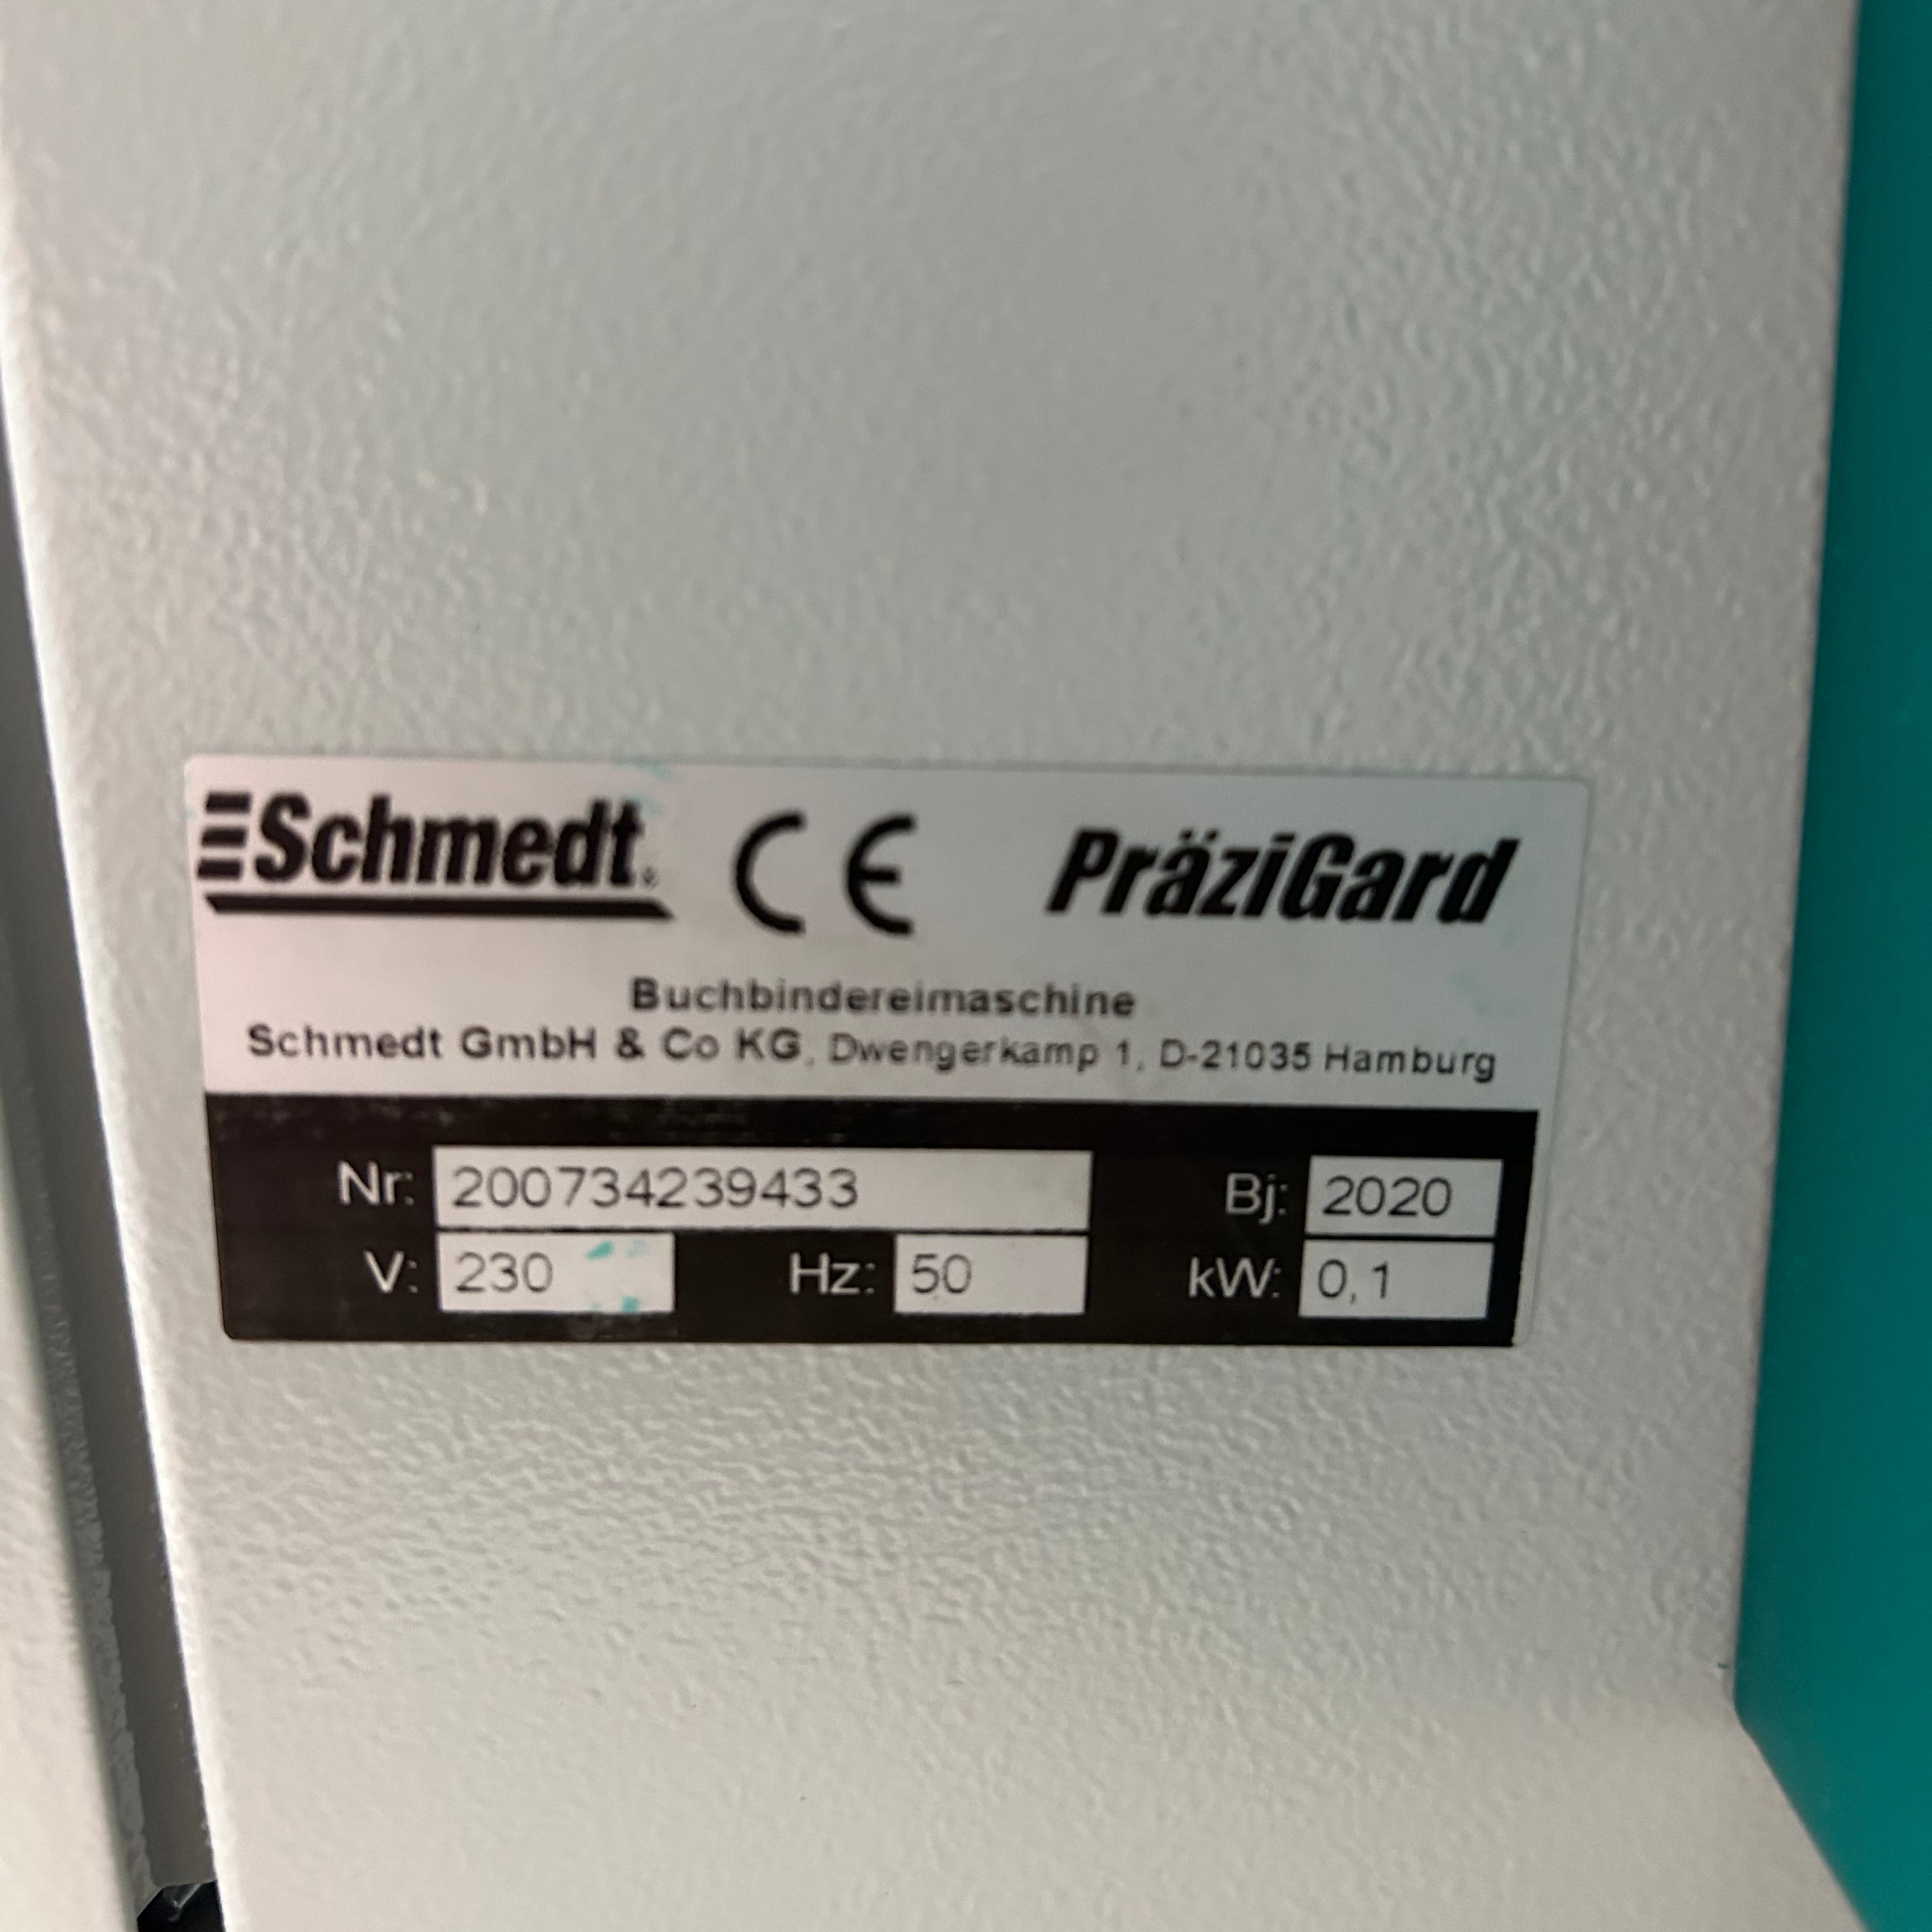 Schmedt® CE PräziGard
Buchbindereimaschine
Schmedt GmbH & Co KG, Dwengerkamp 1, D-21035 Hamburg
Nr: 200734239433 Bj: 2020
V: 230 Hz: 50 kW: 0,1